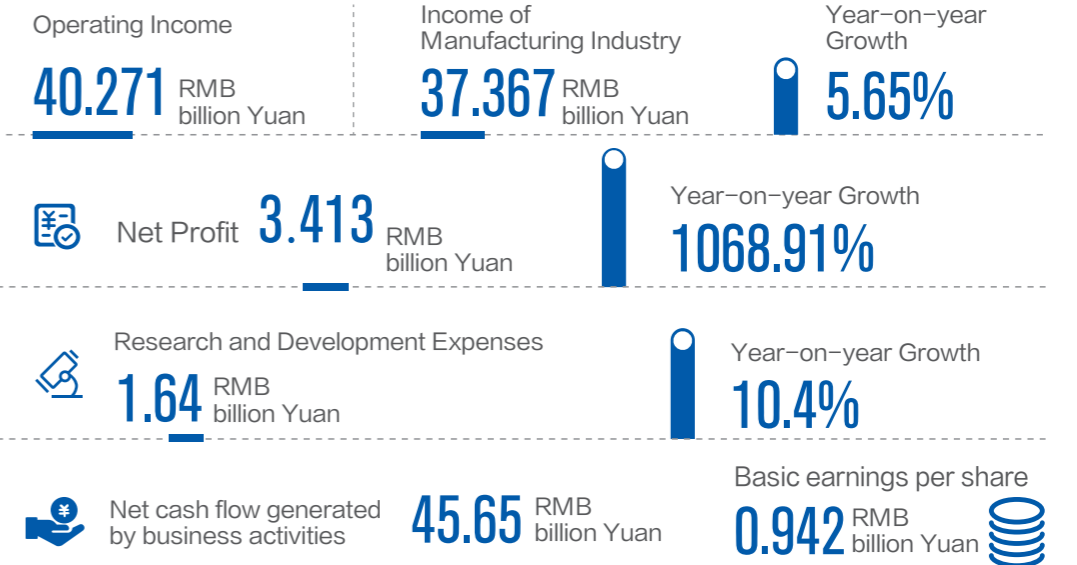 Operating Income
40.271 RMB
billion Yuan
Income of
Manufacturing Industry
37.367 RMB
billion Yuan
Year-on-year
Growth
5.65%
Net Profit 3.413 RMB
billion Yuan
Year-on-year Growth
1068.91%
Research and Development Expenses
1.64 RMB
billion Yuan
Year-on-year Growth
10.4%
Net cash flow generated
by business activities
45.65 RMB
billion Yuan
Basic earnings per share
0.942 RMB
billion Yuan